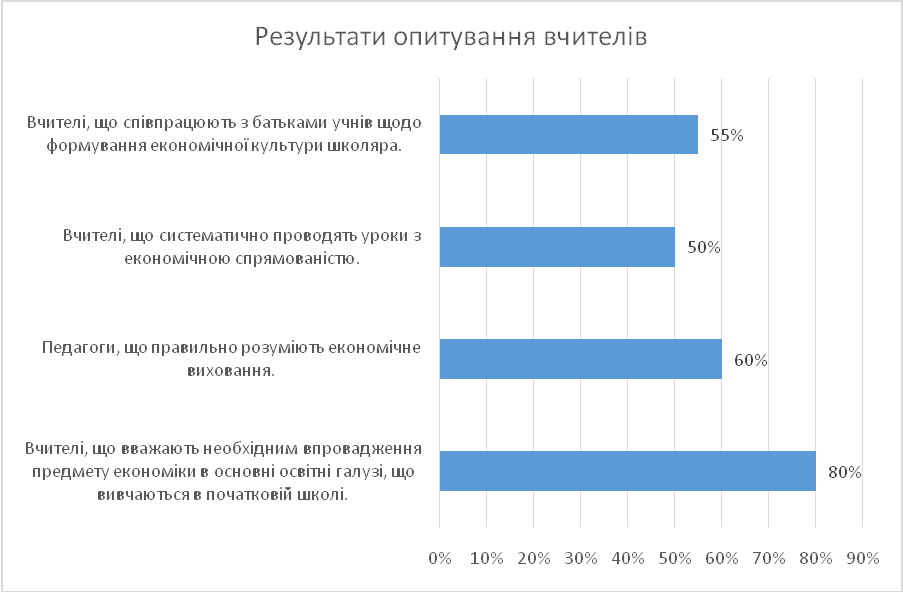 Результати опитування вчителів
Вчителі, що співпрацюють з батьками учнів щодо
формування економічної культури школяра.
55%
Вчителі, що систематично проводять уроки з
економічною спрямованістю.
50%
Педагоги, що правильно розуміють економічне
виховання.
60%
Вчителі, що вважають необхідним впровадження
предмету економіки в основні освітні галузі, що
вивчаються в початковій школі.
80%
0% 10% 20% 30% 40% 50% 60% 70% 80% 90%